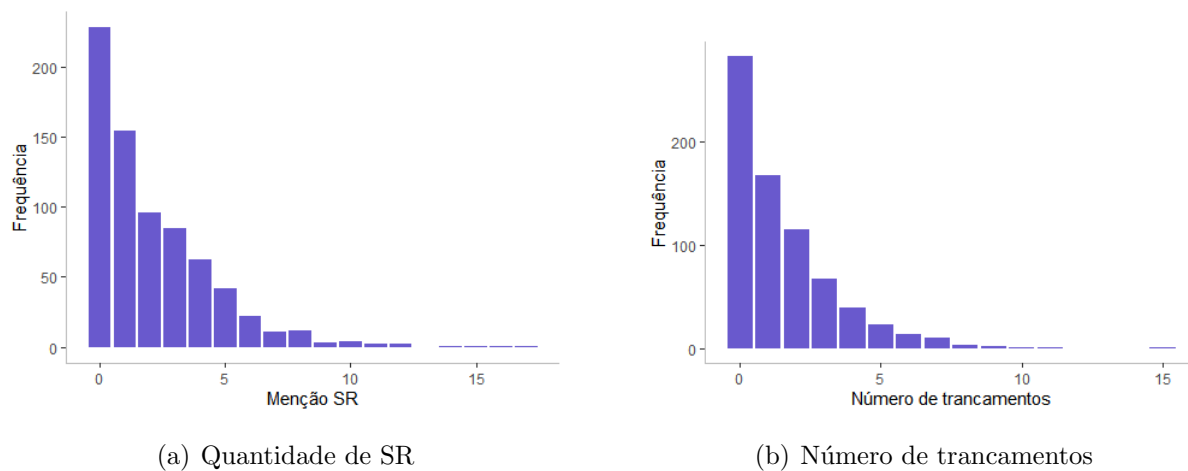 200
150
100
50
0
Frequência
0
5
10
15
Menção SR
(a) Quantidade de SR
200
100
0
Frequência
0
5
10
15
Número de trancamentos
(b) Número de trancamentos